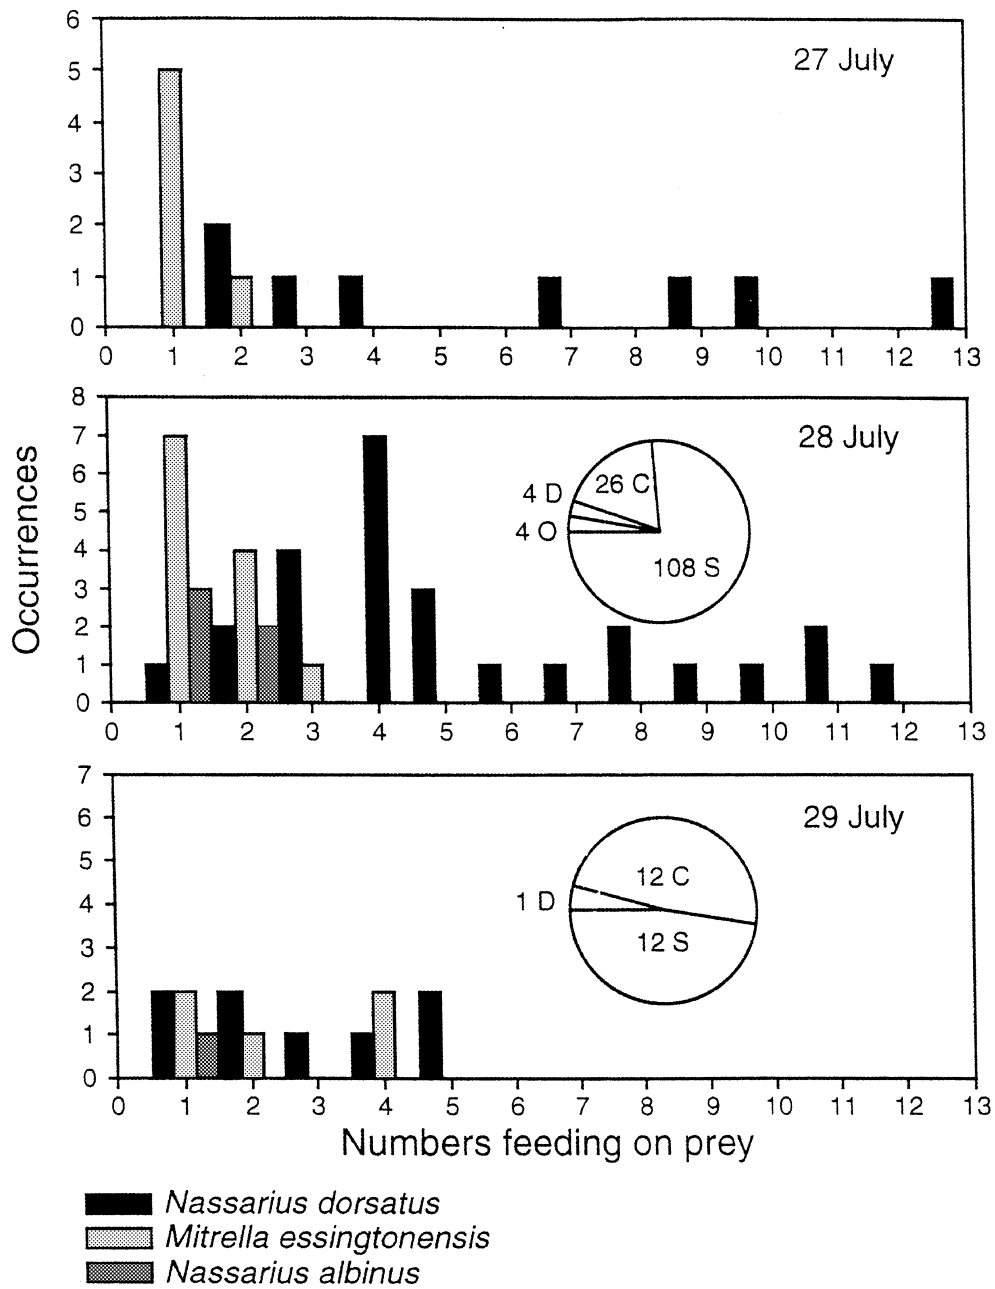 27 July
6
5
4
3
2
1
0
0 1 2 3 4 5 6 7 8 9 10 11 12 13
28 July
8
7
6
5
4
3
2
1
0
26 C
4 D
4 O
108 S
0 1 2 3 4 5 6 7 8 9 10 11 12 13
Occurrences
29 July
7
6
5
4
3
2
1
0
12 C
1 D
12 S
0 1 2 3 4 5 6 7 8 9 10 11 12 13
Numbers feeding on prey
Nassarius dorsatus
Mitrella essingtonensis
Nassarius albinus